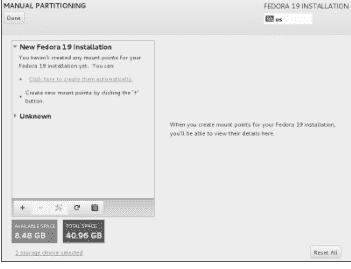 MANUAL PARTITIONING
FEDORA 19 INSTALLATION
Done
us
New Fedora 19 Installation
You haven't created any mount points for your
Fedora 19 installation yet. You can:
Click here to create them automatically.
Create new mount points by clicking the '+'
button.
Unknown
When you create mount points for your Fedora 19 installation,
you'll be able to view their details here.
+ -
AVAILABLE SPACE
8.48 GB
TOTAL SPACE
40.96 GB
2 storage device selected
Reset All